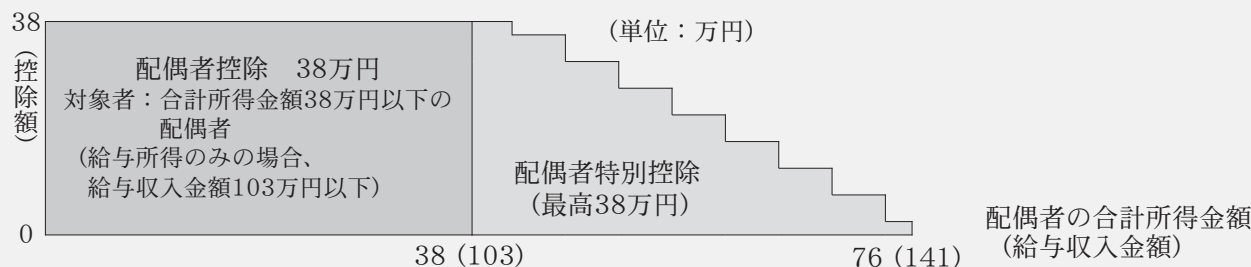 38
（控除額）
0
（単位：万円）
配偶者控除　38万円
対象者：合計所得金額38万円以下の
配偶者
（給与所得のみの場合、
給与収入金額103万円以下）
配偶者特別控除
（最高38万円）
38（103）
76（141）
配偶者の合計所得金額
（給与収入金額）